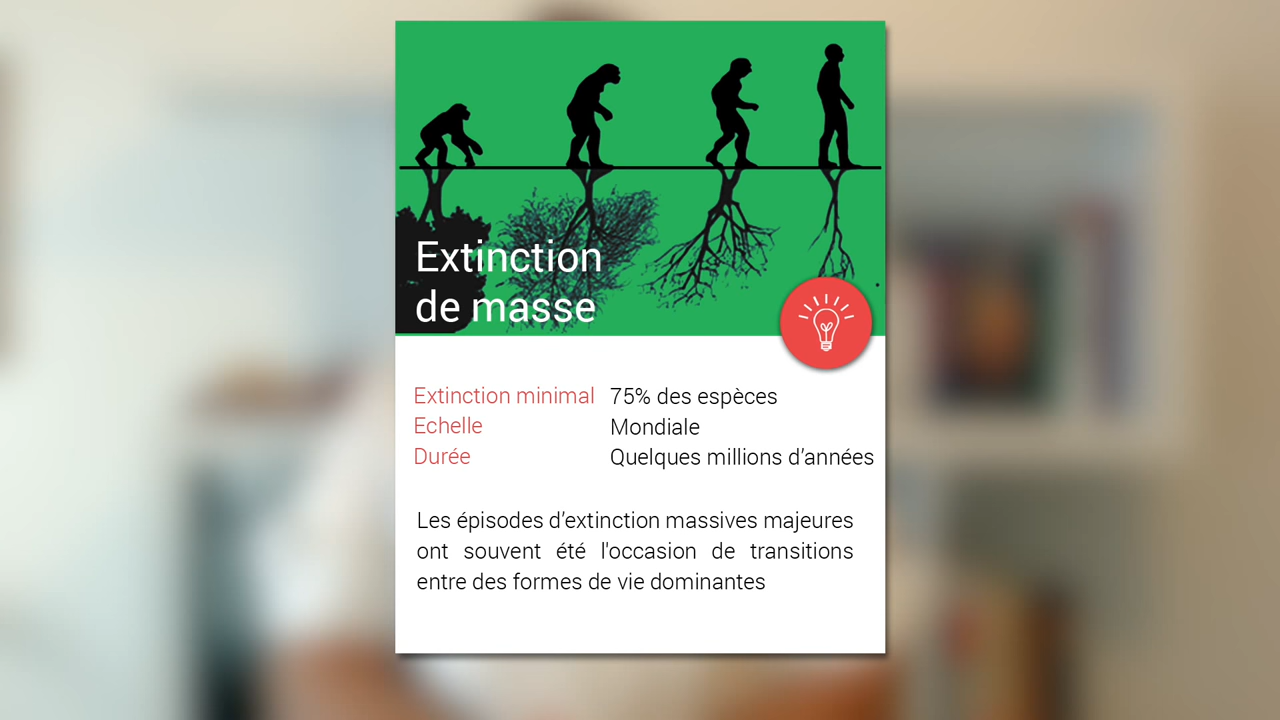 Extinction
de masse
Extinction minimal 75% des espèces
Echelle Mondiale
Durée Quelques millions d’années
Les épisodes d’extinction massives majeures
ont souvent été l'occasion de transitions
entre des formes de vie dominantes